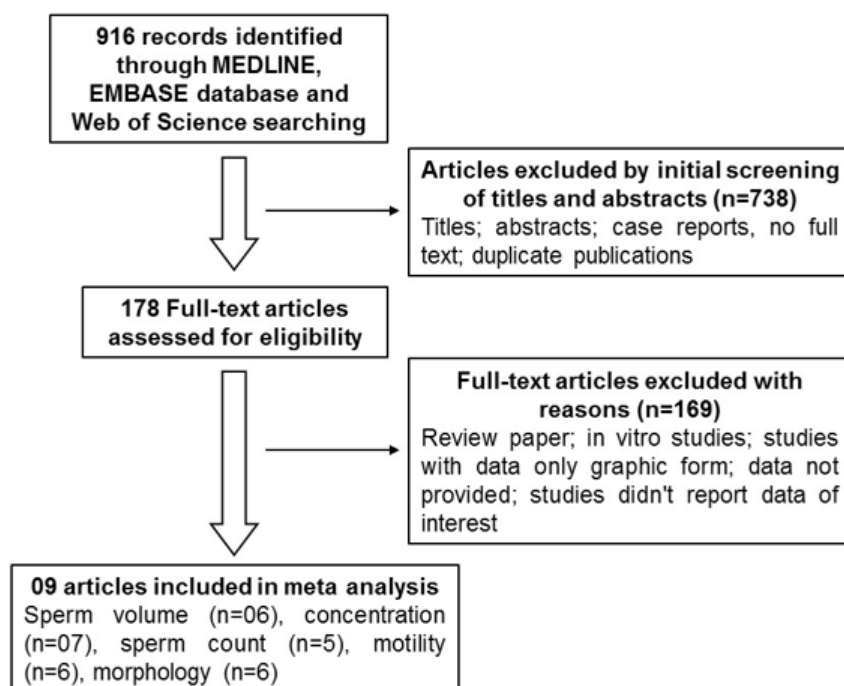 916 records identified
through MEDLINE,
EMBASE database and
Web of Science searching
Articles excluded by initial screening
of titles and abstracts (n=738)
Titles; abstracts; case reports, no full
text; duplicate publications
178 Full-text articles
assessed for eligibility
Full-text articles excluded with
reasons (n=169)
Review paper; in vitro studies; studies
with data only graphic form; data not
provided; studies didn't report data of
interest
09 articles included in meta analysis
Sperm volume (n=06), concentration
(n=07), sperm count (n=5), motility
(n=6), morphology (n=6)